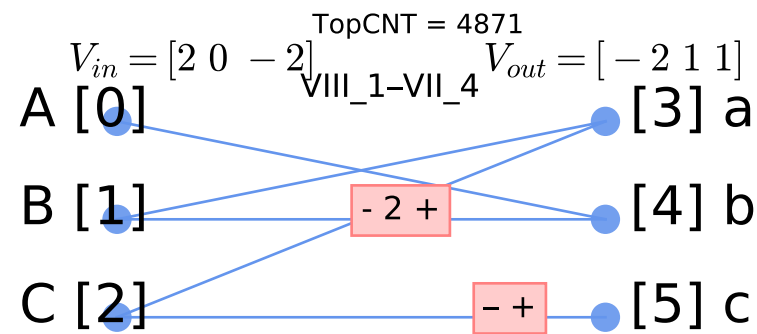 TopCNT = 4871
V_in = [2 0 − 2] V_out = [− 2 1 1]
VIII_1–VII_4
A [0] [3] a
B [1] - 2 + [4] b
C [2] – + [5] c